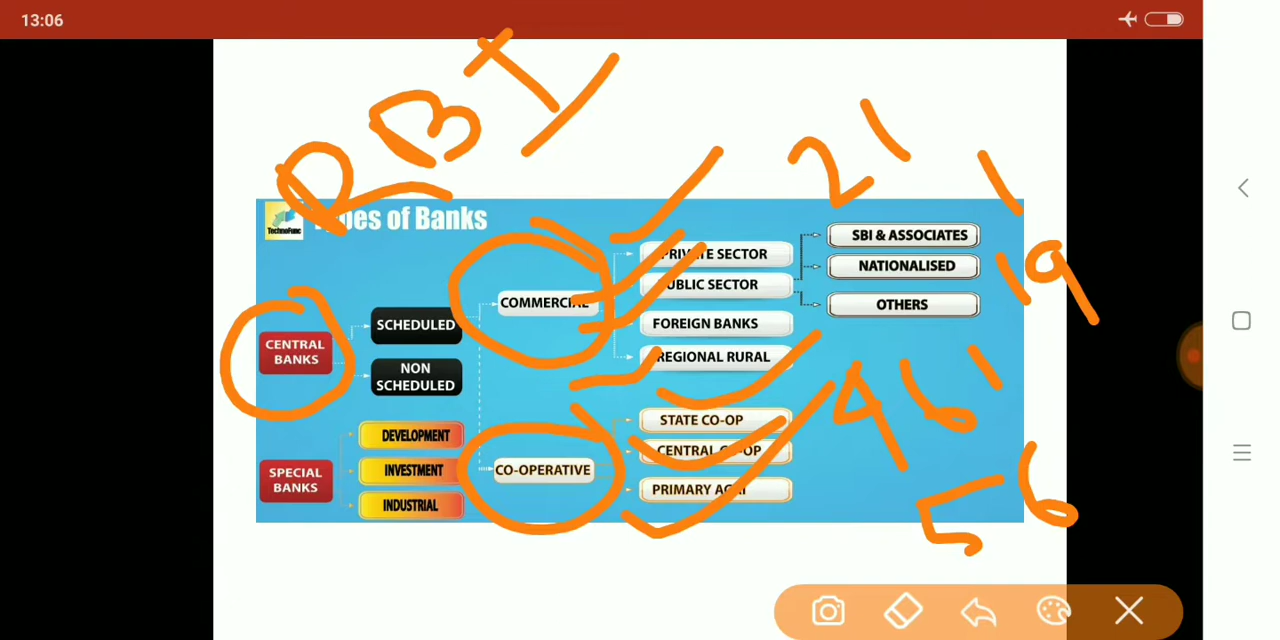 13:06
RBI
21
1
19
Types of Banks
TechnoFunc
CENTRAL
BANKS
SCHEDULED
NON
SCHEDULED
COMMERCIAL
PRIVATE SECTOR
PUBLIC SECTOR
FOREIGN BANKS
REGIONAL RURAL
SBI & ASSOCIATES
NATIONALISED
OTHERS
SPECIAL
BANKS
DEVELOPMENT
INVESTMENT
INDUSTRIAL
CO-OPERATIVE
STATE CO-OP
CENTRAL CO-OP
PRIMARY AGRI
46
1
56